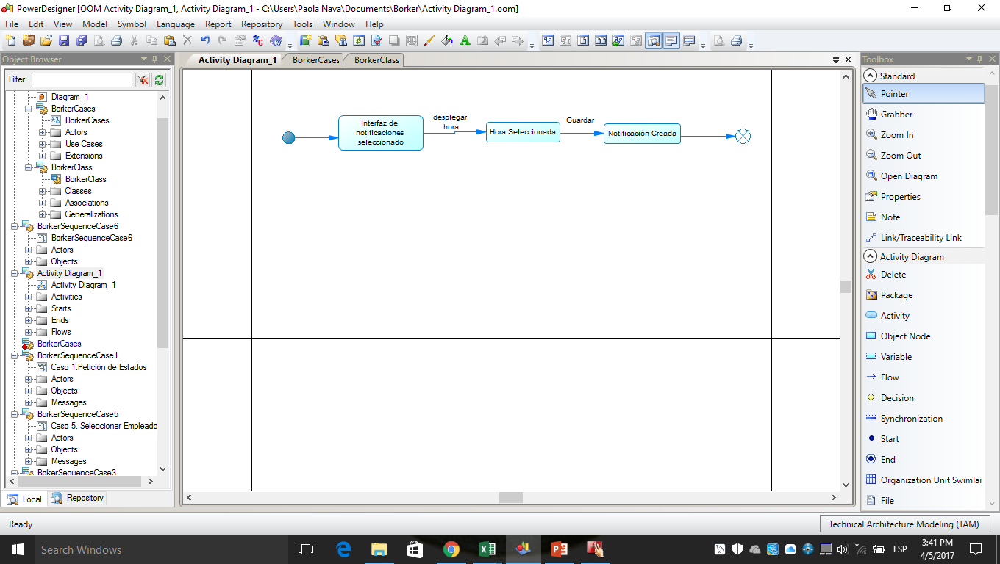 PowerDesigner [OOM Activity Diagram_1, Activity Diagram_1 - C:\Users\Paola Nava\Documents\Borker\Activity Diagram_1.oom]
File Edit View Model Symbol Language Report Repository Tools Window Help
Object Browser
Filter:
Diagram_1
BorkerCases
BorkerCases
Actors
Use Cases
Extensions
BorkerClass
BorkerClass
Classes
Associations
Generalizations
BorkerSequenceCase6
BorkerSequenceCase6
Actors
Objects
Activity Diagram_1
Activity Diagram_1
Activities
Starts
Ends
Flows
BorkerCases
BorkerSequenceCase1
Caso 1.Petición de Estados
Actors
Objects
Messages
BorkerSequenceCase5
Caso 5. Seleccionar Empleado
Actors
Objects
Messages
BokerSequenceCase3
Local Repository
Activity Diagram_1 BorkerCases BorkerClass
Interfaz de
notificaciones
seleccionado
desplegar
hora
Hora Seleccionada
Guardar
Notificación Creada
Toolbox
Standard
Pointer
Grabber
Zoom In
Zoom Out
Open Diagram
Properties
Note
Link/Traceability Link
Activity Diagram
Delete
Package
Activity
Object Node
Variable
Flow
Decision
Synchronization
Start
End
Organization Unit Swimlar
File
Ready
Technical Architecture Modeling (TAM)
Search Windows
ESP
3:41 PM
4/5/2017